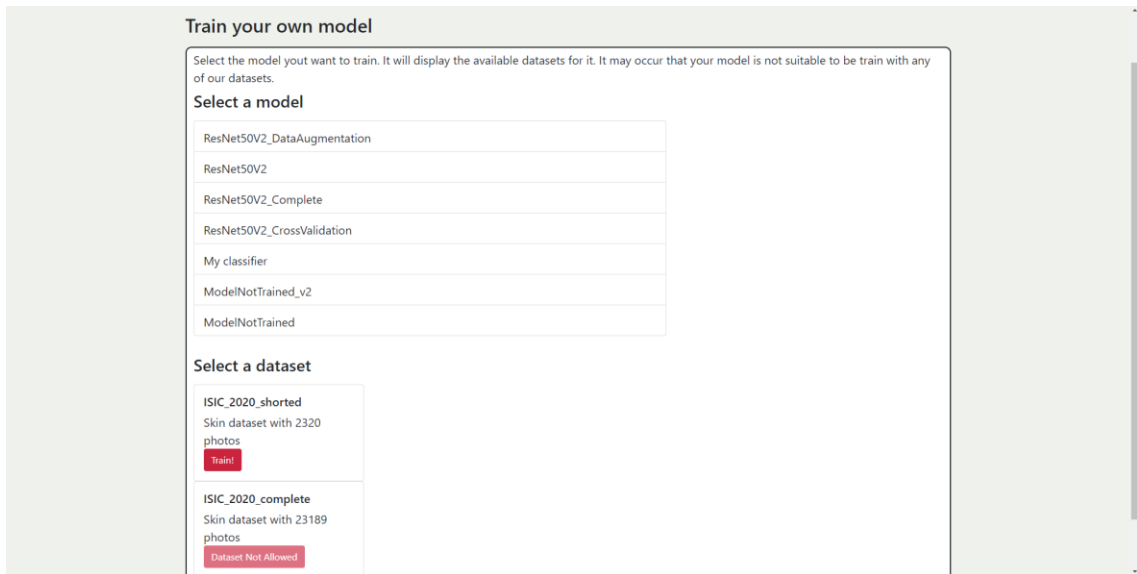 Train your own model
Select the model yout want to train. It will display the available datasets for it. It may occur that your model is not suitable to be train with any
of our datasets.
Select a model
ResNet50V2_DataAugmentation
ResNet50V2
ResNet50V2_Complete
ResNet50V2_CrossValidation
My classifier
ModelNotTrained_v2
ModelNotTrained
Select a dataset
ISIC_2020_shorted
Skin dataset with 2320
photos
Train!
ISIC_2020_complete
Skin dataset with 23189
photos
Dataset Not Allowed